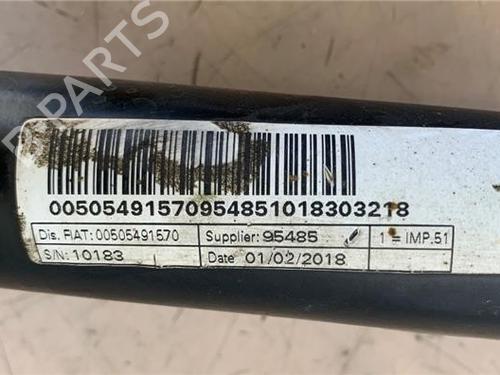 B-PARTS
00505491570954851018303218
Dis. FIAT: 00505491570 Supplier: 95485 1 = IMP.51
S/N: 10183 Date 01/02/2018